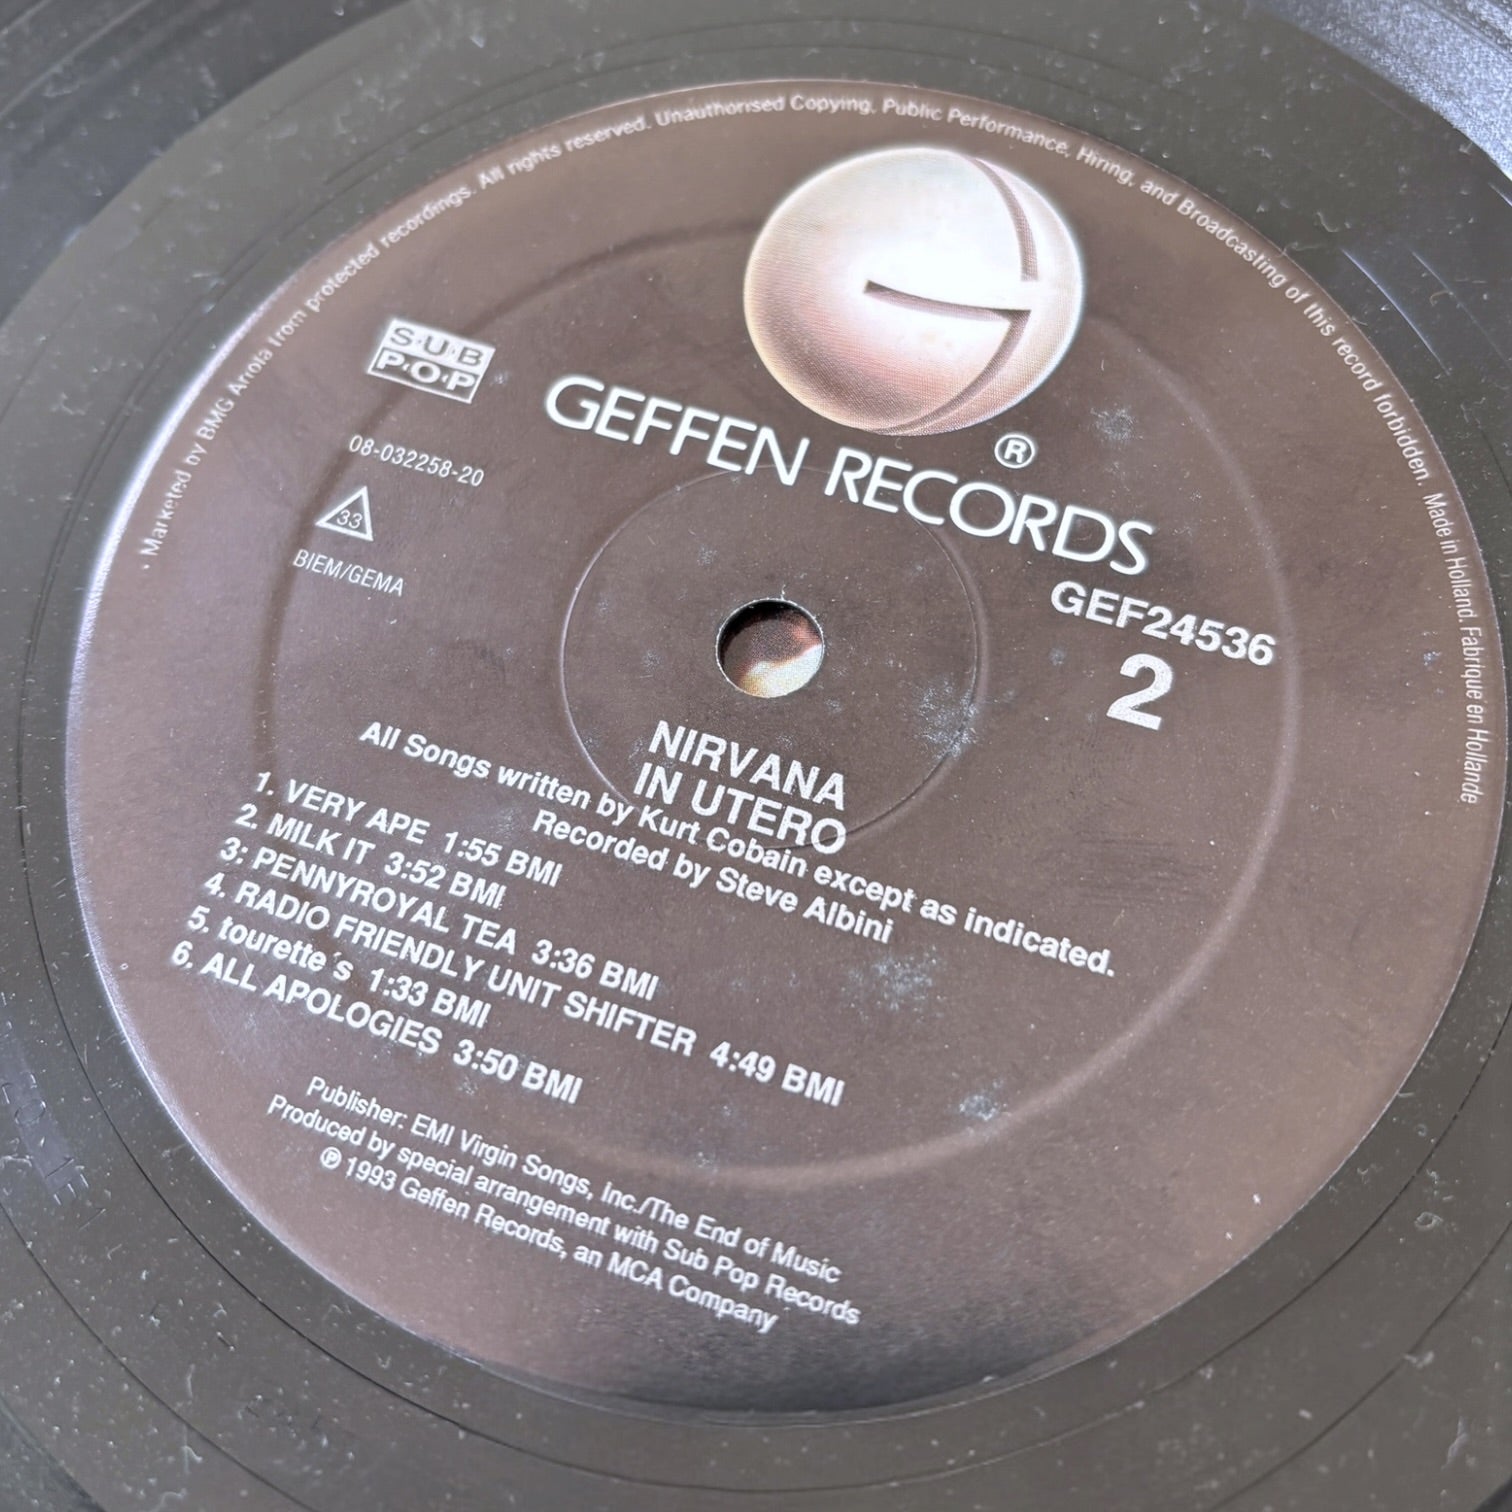 · Marketed by BMG Ariola from protected recordings. All rights reserved. Unauthorised Copying, Public Performance, Hiring, and Broadcasting of this record forbidden. Made in Holland. Fabriqué en Hollande
SUB
POP
GEFFEN RECORDS
®
08-032258-20
33
BIEM/GEMA
GEF24536
2
NIRVANA
IN UTERO
All Songs written by Kurt Cobain except as indicated.
Recorded by Steve Albini
1. VERY APE 1:55 BMI
2. MILK IT 3:52 BMI
3: PENNYROYAL TEA 3:36 BMI
4. RADIO FRIENDLY UNIT SHIFTER 4:49 BMI
5. tourette´s 1:33 BMI
6. ALL APOLOGIES 3:50 BMI
Publisher: EMI Virgin Songs, Inc./The End of Music
Produced by special arrangement with Sub Pop Records
℗ 1993 Geffen Records, an MCA Company